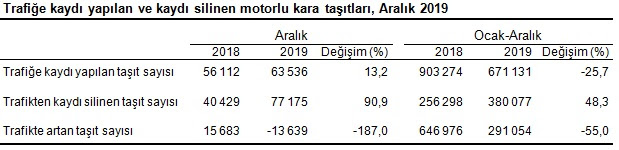 Trafiğe kaydı yapılan ve kaydı silinen motorlu kara taşıtları, Aralık 2019
Aralık Ocak-Aralık
2018 2019 Değişim (%) 2018 2019 Değişim (%)
Trafiğe kaydı yapılan taşıt sayısı 56 112 63 536 13,2 903 274 671 131 -25,7
Trafikten kaydı silinen taşıt sayısı 40 429 77 175 90,9 256 298 380 077 48,3
Trafikte artan taşıt sayısı 15 683 -13 639 -187,0 646 976 291 054 -55,0